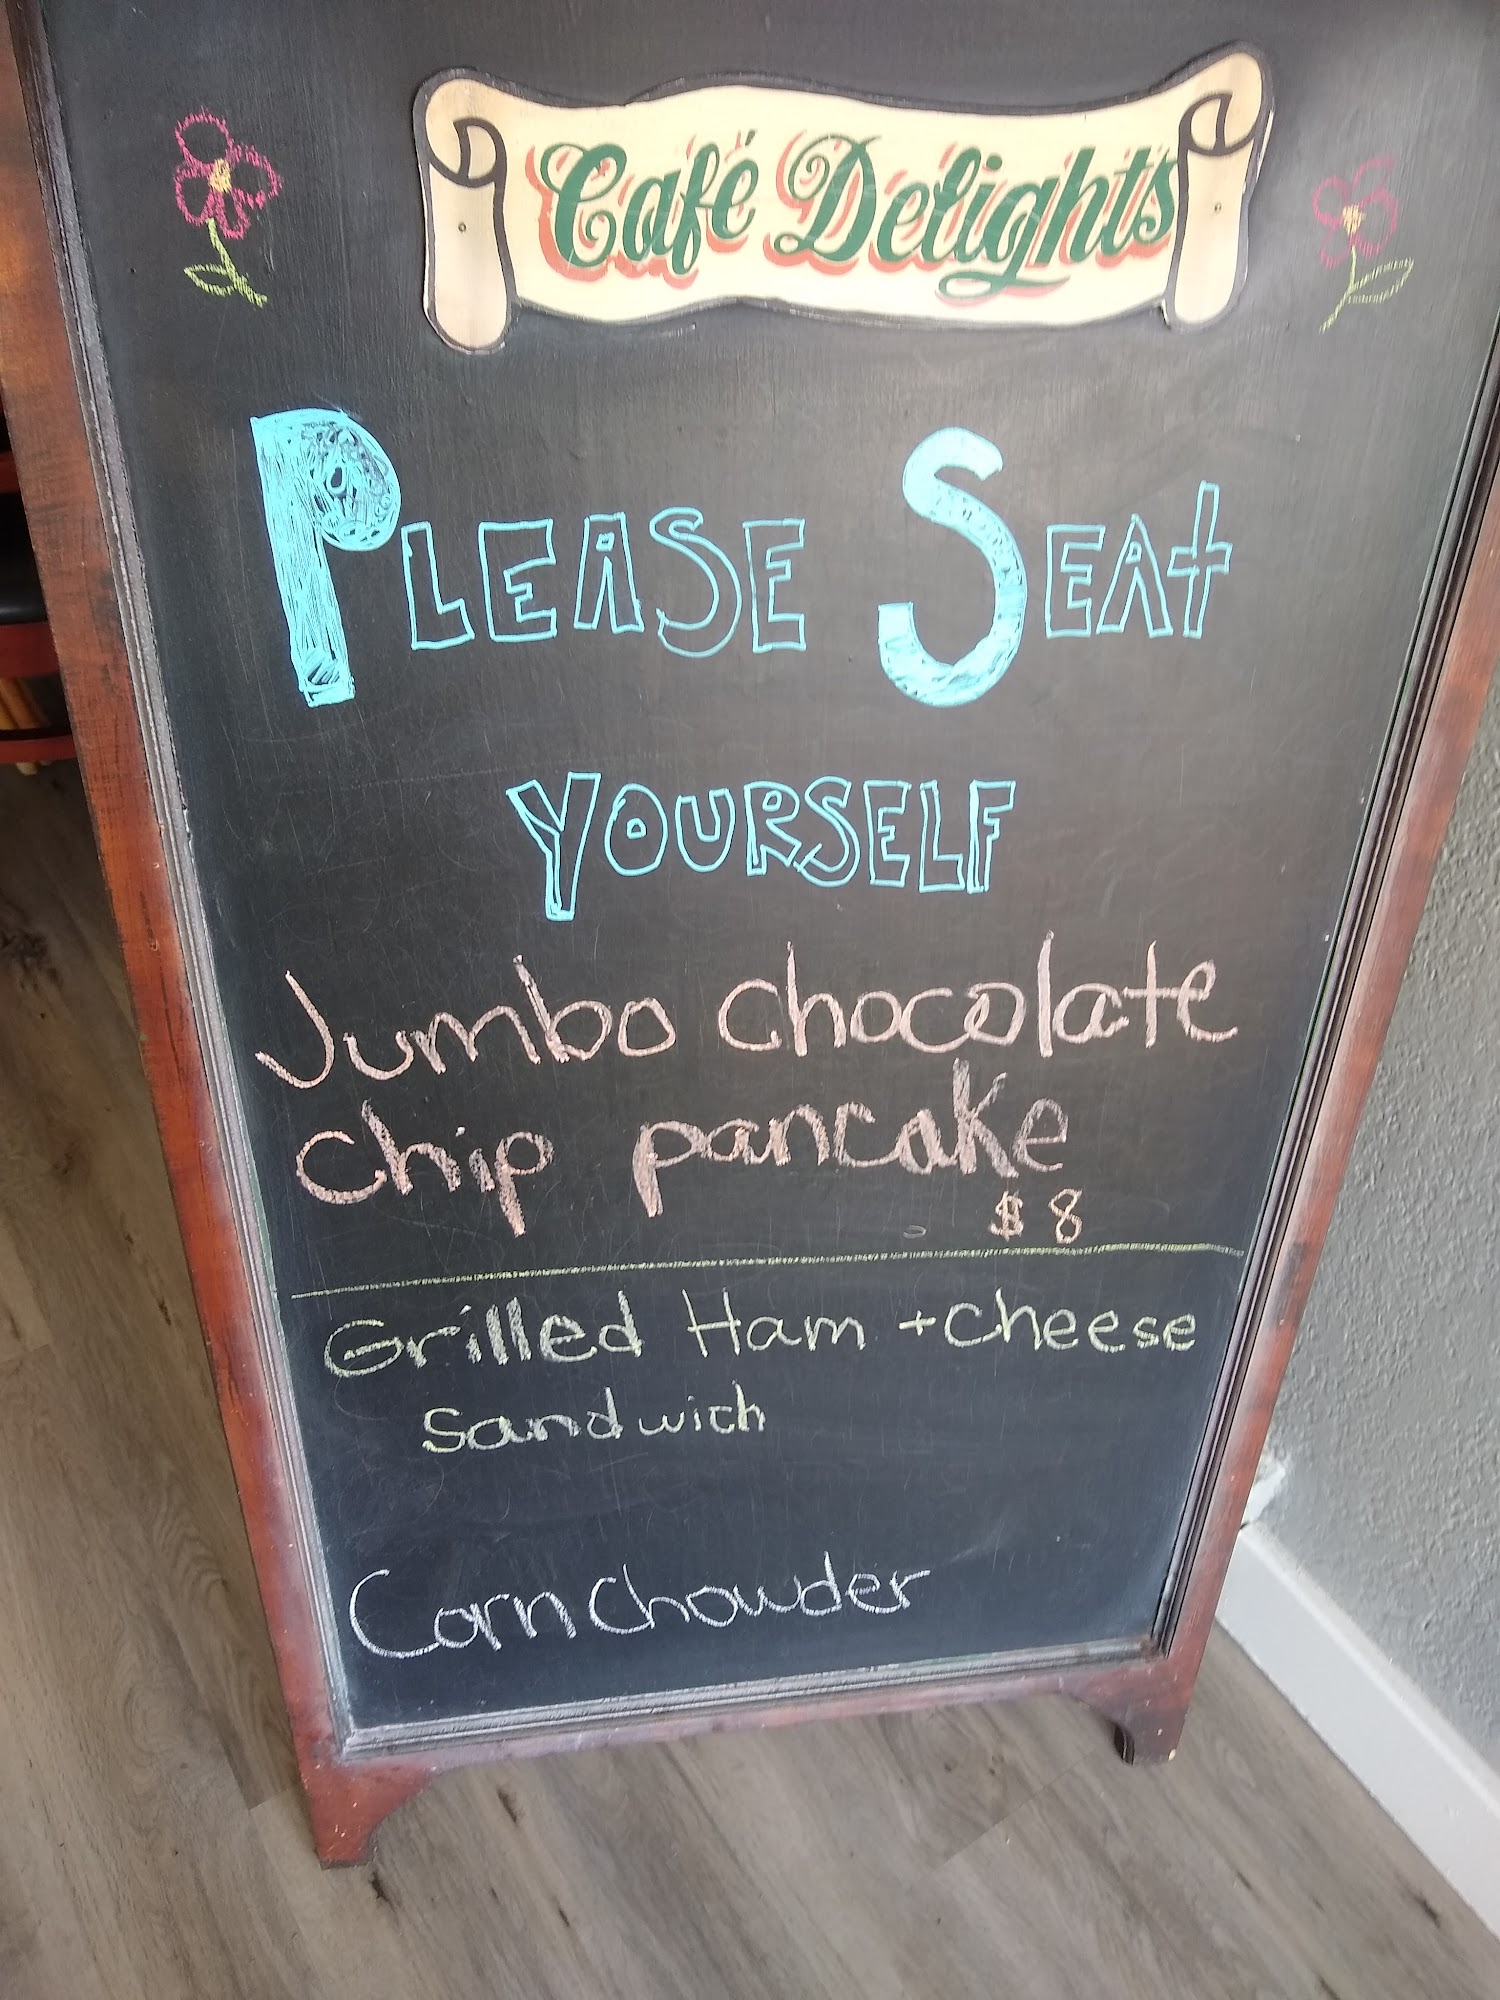 Café Delights
PLEASE SEAt
YOURSELF
Jumbo chocolate
chip pancake
$8
Grilled Ham + cheese
Sandwich
Corn chowder